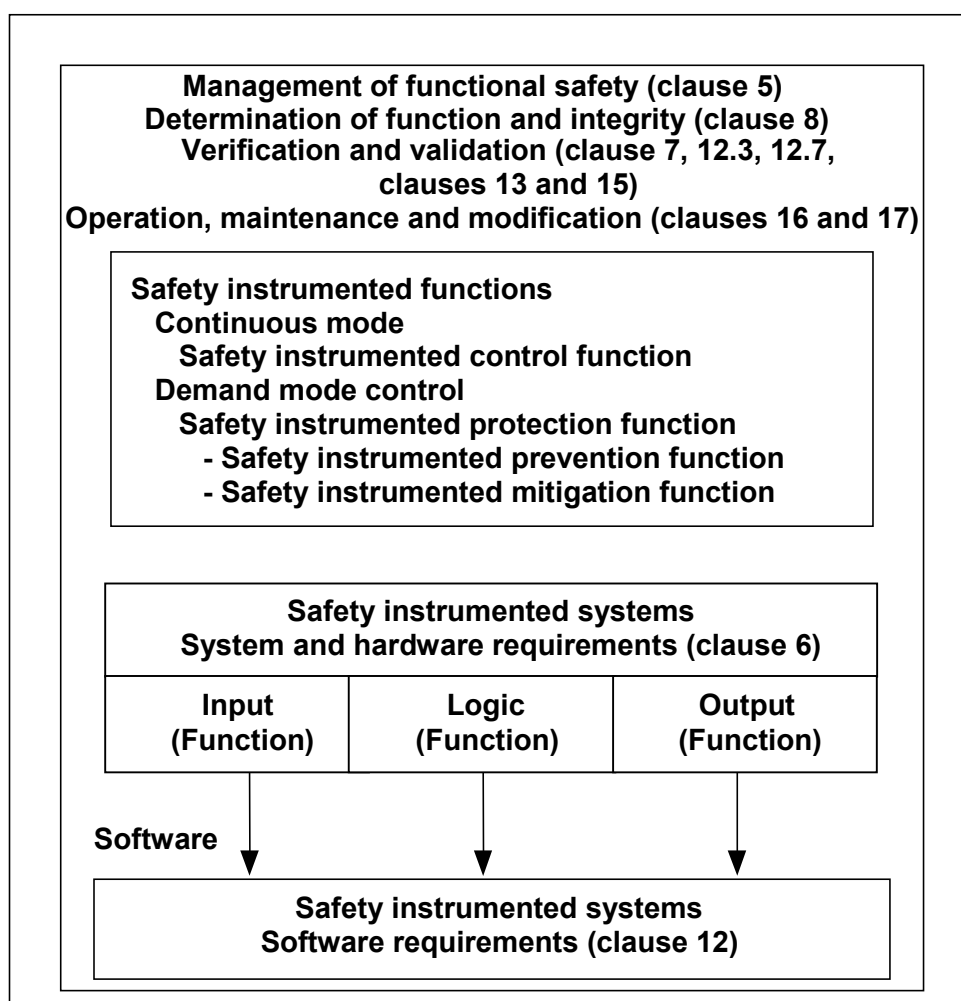 Management of functional safety (clause 5)
Determination of function and integrity (clause 8)
Verification and validation (clause 7, 12.3, 12.7,
clauses 13 and 15)
Operation, maintenance and modification (clauses 16 and 17)
Safety instrumented functions
Continuous mode
Safety instrumented control function
Demand mode control
Safety instrumented protection function
- Safety instrumented prevention function
- Safety instrumented mitigation function
Safety instrumented systems
System and hardware requirements (clause 6)
Input
(Function)
Logic
(Function)
Output
(Function)
Software
Safety instrumented systems
Software requirements (clause 12)